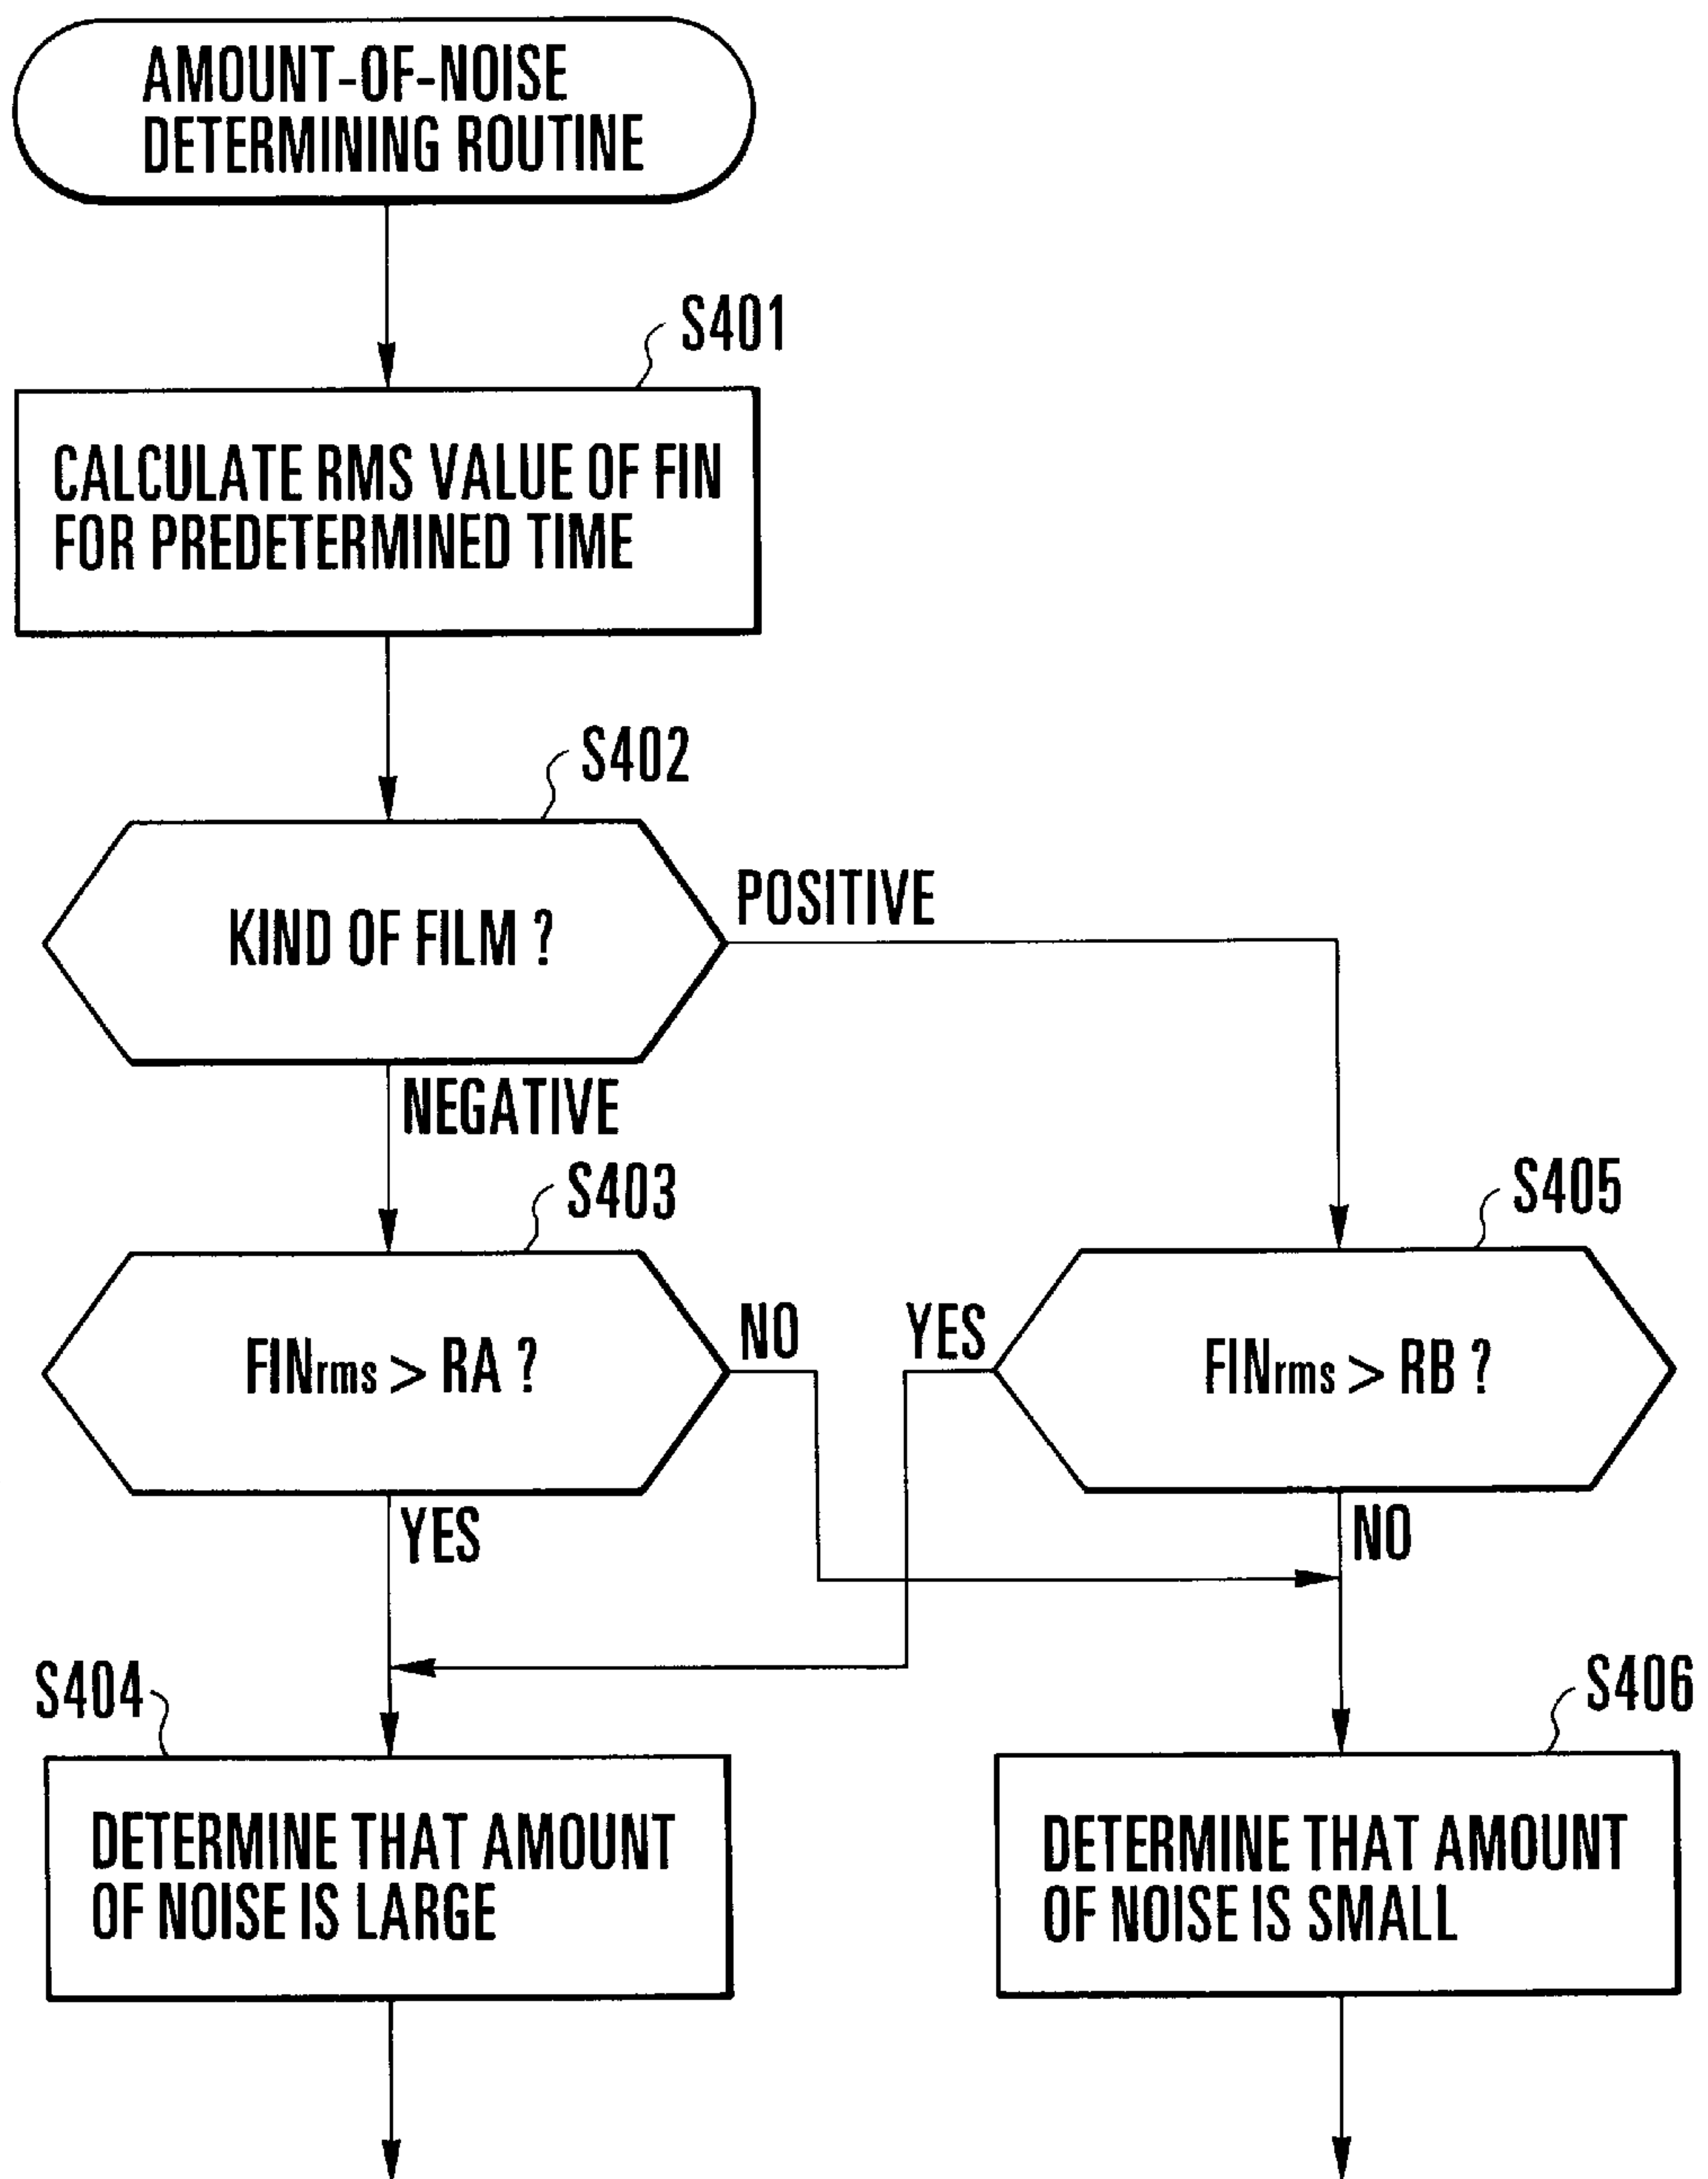 AMOUNT-OF-NOISE
DETERMINING ROUTINE
S401
CALCULATE RMS VALUE OF FIN
FOR PREDETERMINED TIME
S402
KIND OF FILM ?
POSITIVE
NEGATIVE
S403
S405
FINrms > RA ?
NO
YES
FINrms > RB ?
YES
NO
S404
S406
DETERMINE THAT AMOUNT
OF NOISE IS LARGE
DETERMINE THAT AMOUNT
OF NOISE IS SMALL